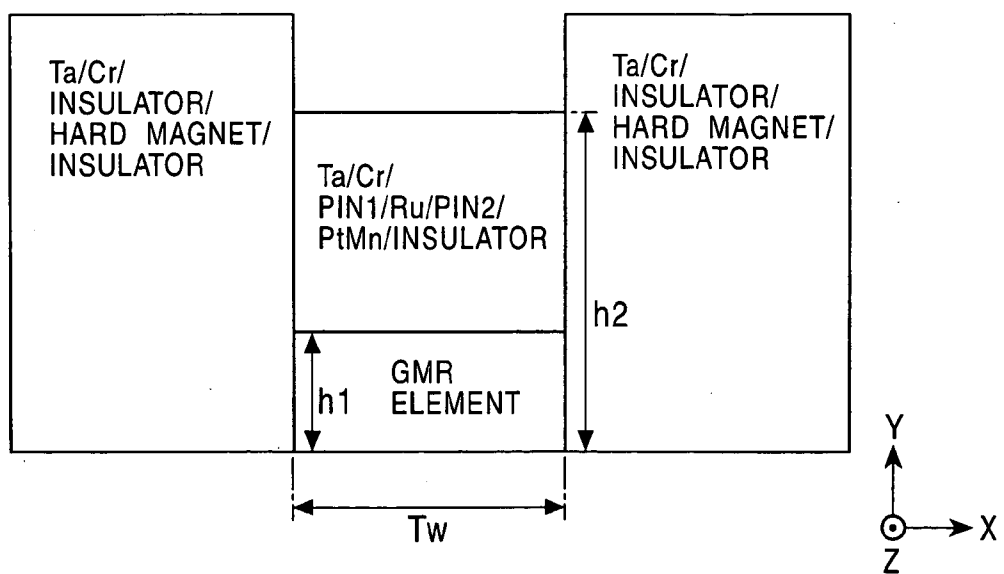 Ta/Cr/
INSULATOR/
HARD MAGNET/
INSULATOR
Ta/Cr/
PIN1/Ru/PIN2/
PtMn/INSULATOR
Ta/Cr/
INSULATOR/
HARD MAGNET/
INSULATOR
h2
h1
GMR
ELEMENT
Tw
Y
X
Z